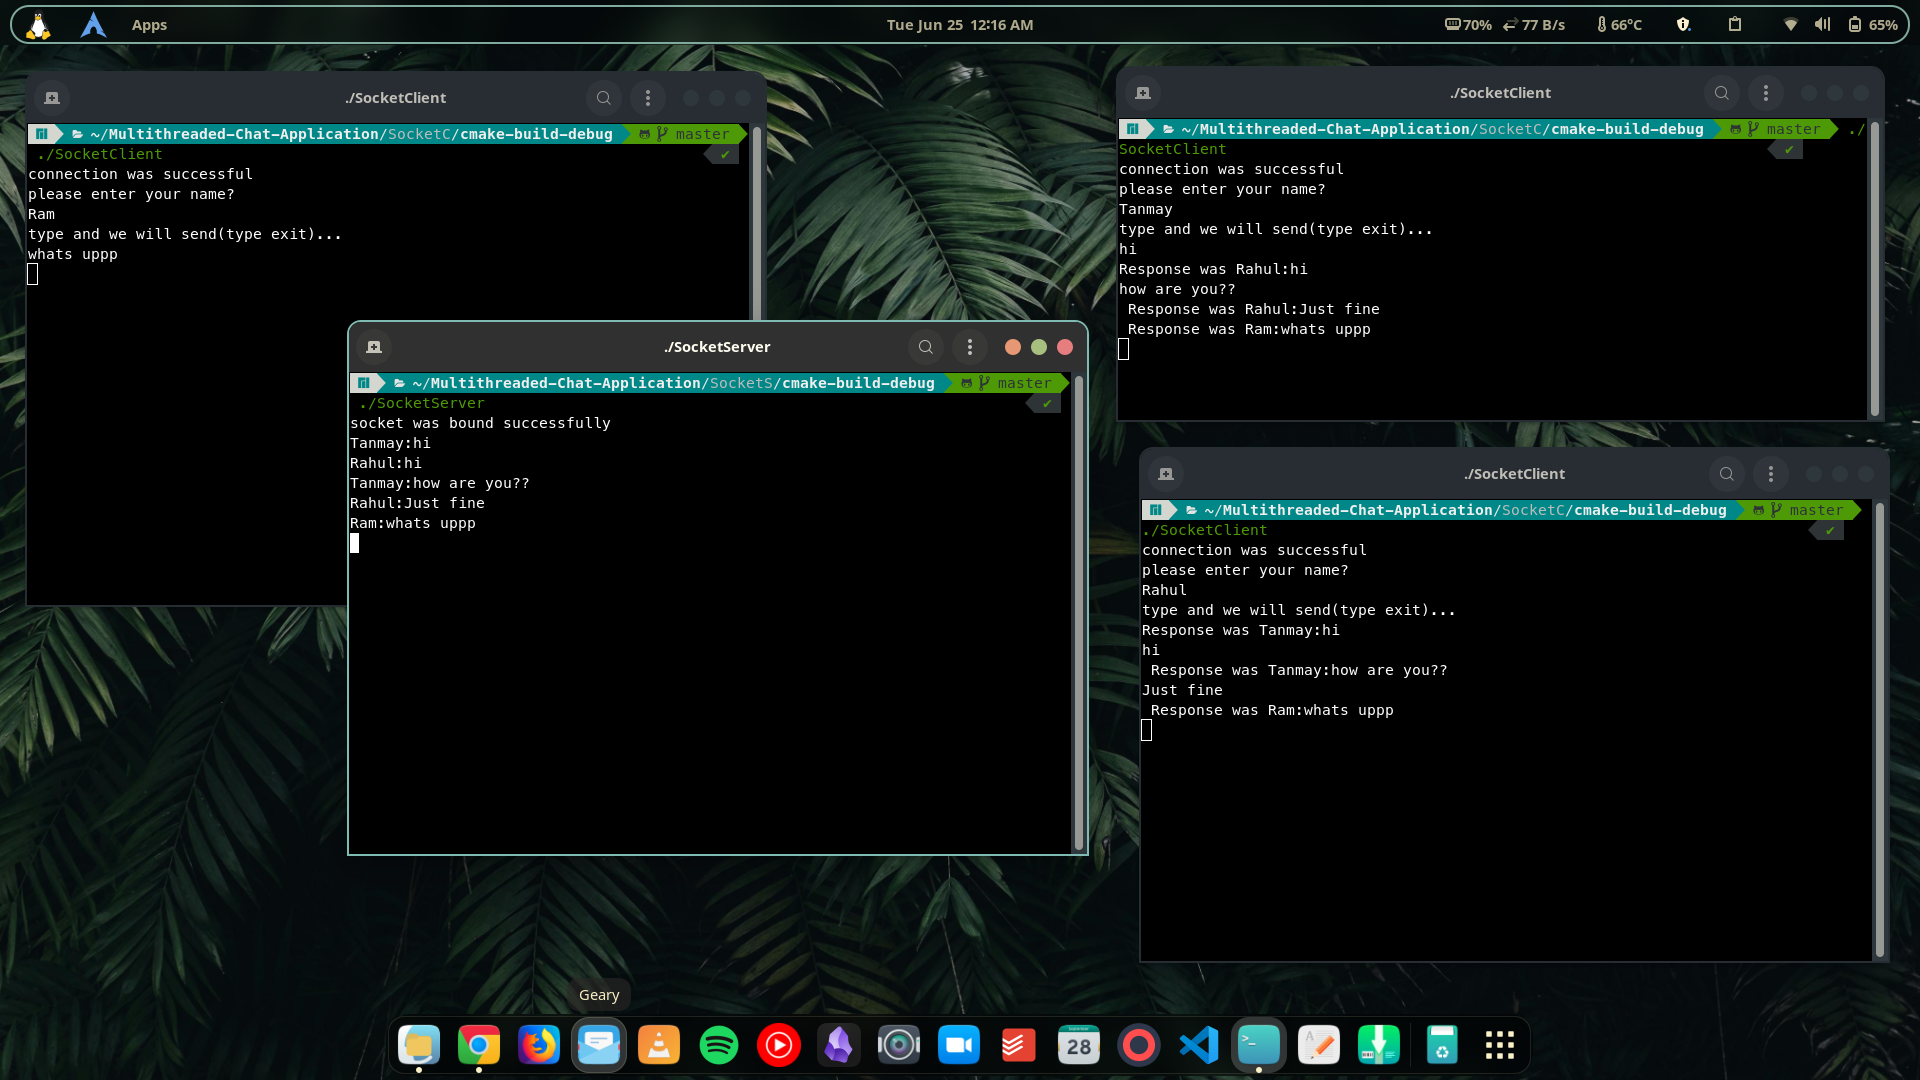 Apps
Tue Jun 25 12:16 AM
70% 77 B/s 66°C 65%
./SocketClient
~/Multithreaded-Chat-Application/SocketC/cmake-build-debug master
./SocketClient ✔
connection was successful
please enter your name?
Ram
type and we will send(type exit)...
whats uppp
./SocketServer
~/Multithreaded-Chat-Application/SocketS/cmake-build-debug master
./SocketServer ✔
socket was bound successfully
Tanmay:hi
Rahul:hi
Tanmay:how are you??
Rahul:Just fine
Ram:whats uppp
./SocketClient
~/Multithreaded-Chat-Application/SocketC/cmake-build-debug master ./
SocketClient ✔
connection was successful
please enter your name?
Tanmay
type and we will send(type exit)...
hi
Response was Rahul:hi
how are you??
Response was Rahul:Just fine
Response was Ram:whats uppp
./SocketClient
~/Multithreaded-Chat-Application/SocketC/cmake-build-debug master
./SocketClient ✔
connection was successful
please enter your name?
Rahul
type and we will send(type exit)...
Response was Tanmay:hi
hi
Response was Tanmay:how are you??
Just fine
Response was Ram:whats uppp
Geary
28